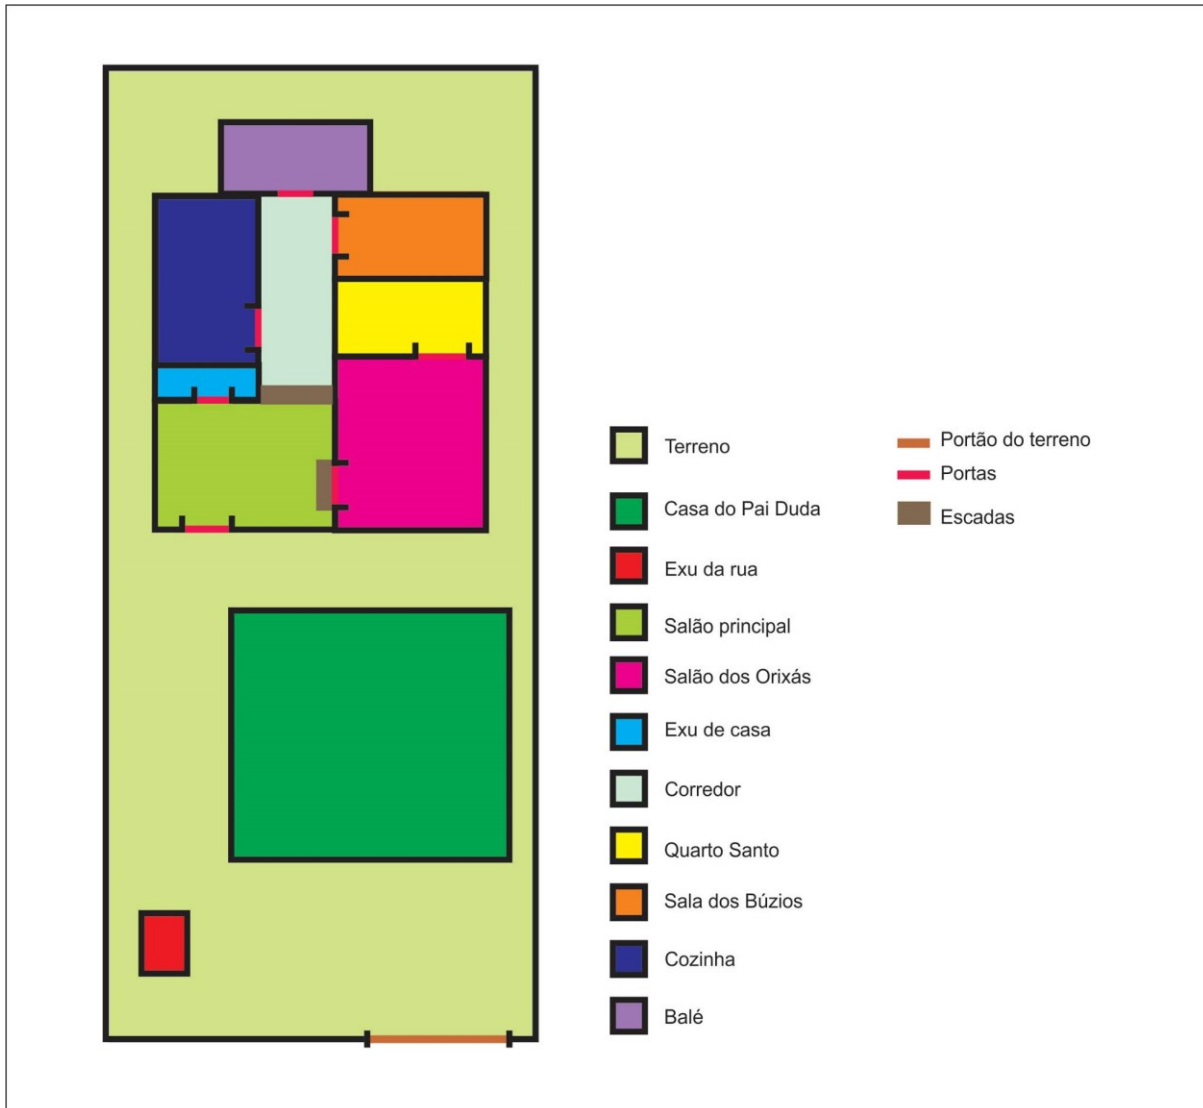 Terreno
Casa do Pai Duda
Exu da rua
Salão principal
Salão dos Orixás
Exu de casa
Corredor
Quarto Santo
Sala dos Búzios
Cozinha
Balé
Portão do terreno
Portas
Escadas